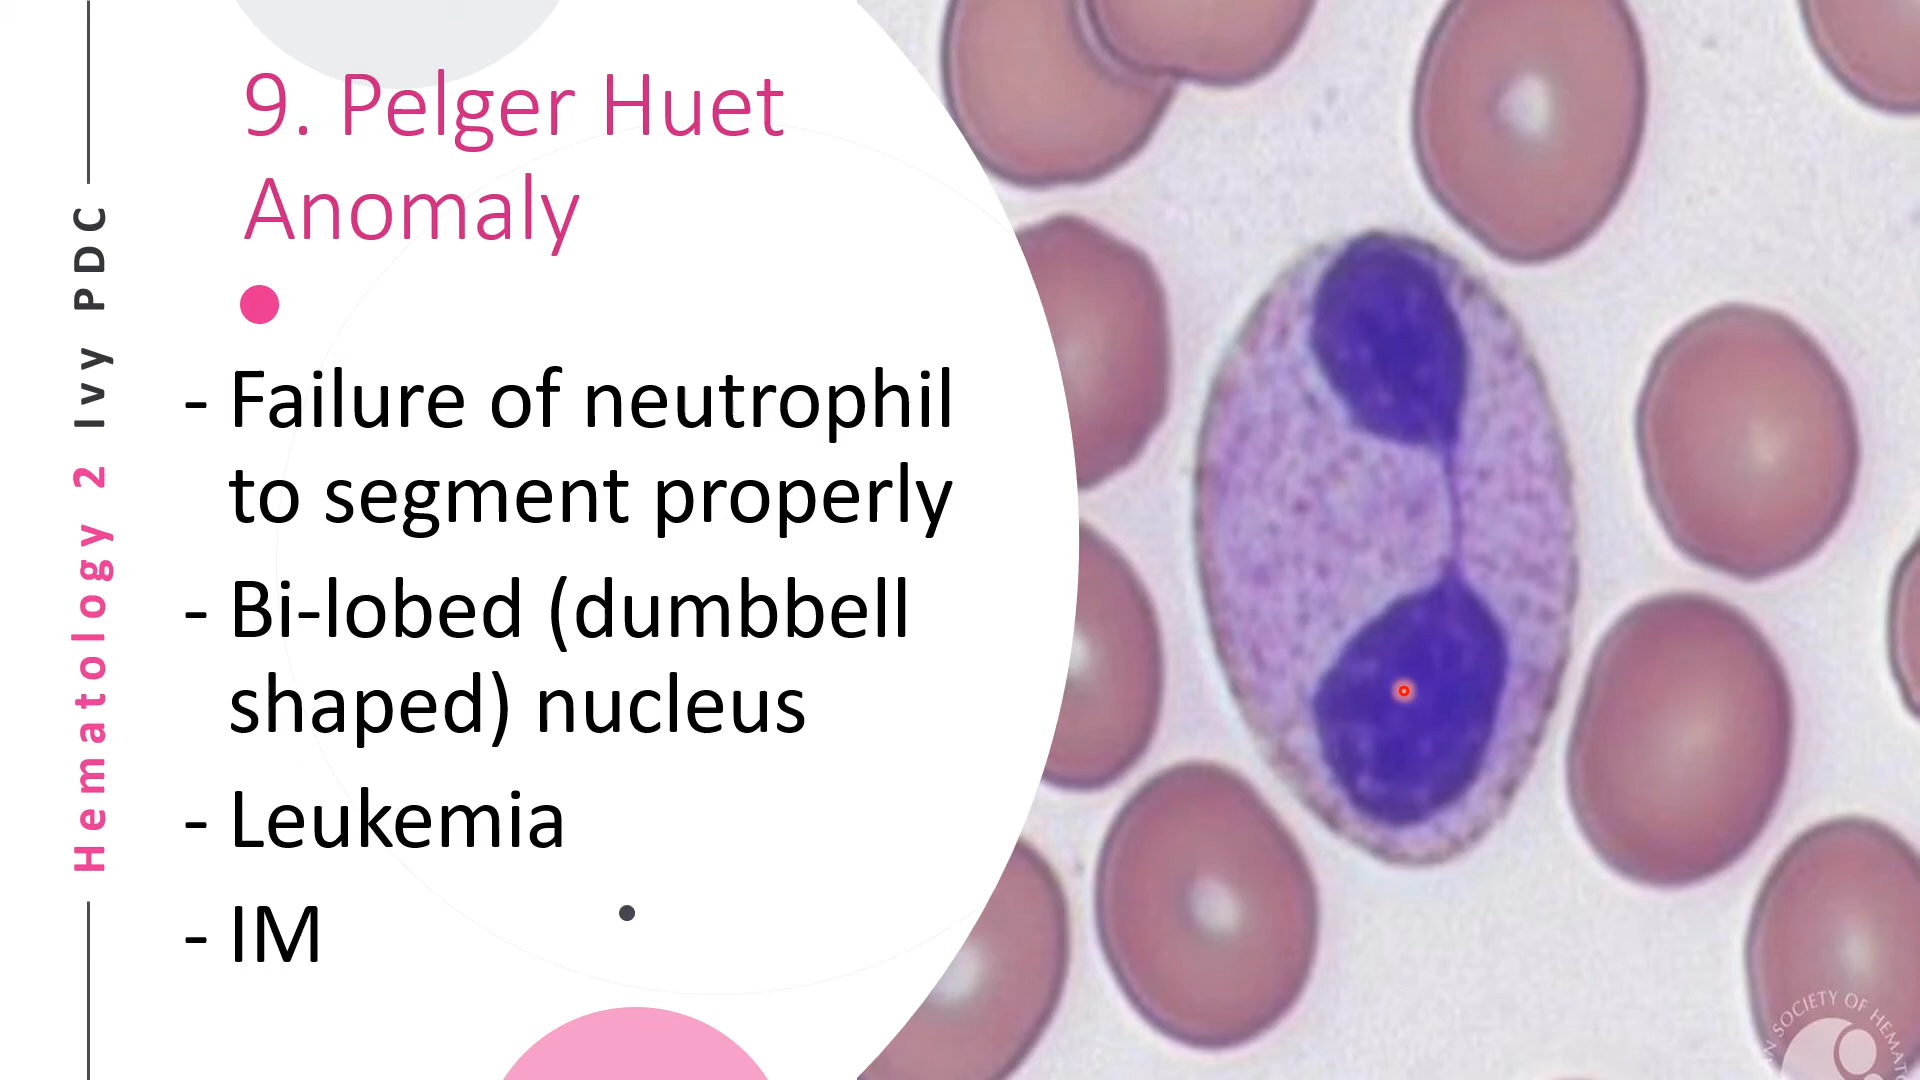 9. Pelger Huet
Anomaly
- Failure of neutrophil
to segment properly
- Bi-lobed (dumbbell
shaped) nucleus
- Leukemia
- IM
Hematology 2 Ivy PDC
SOCIETY OF